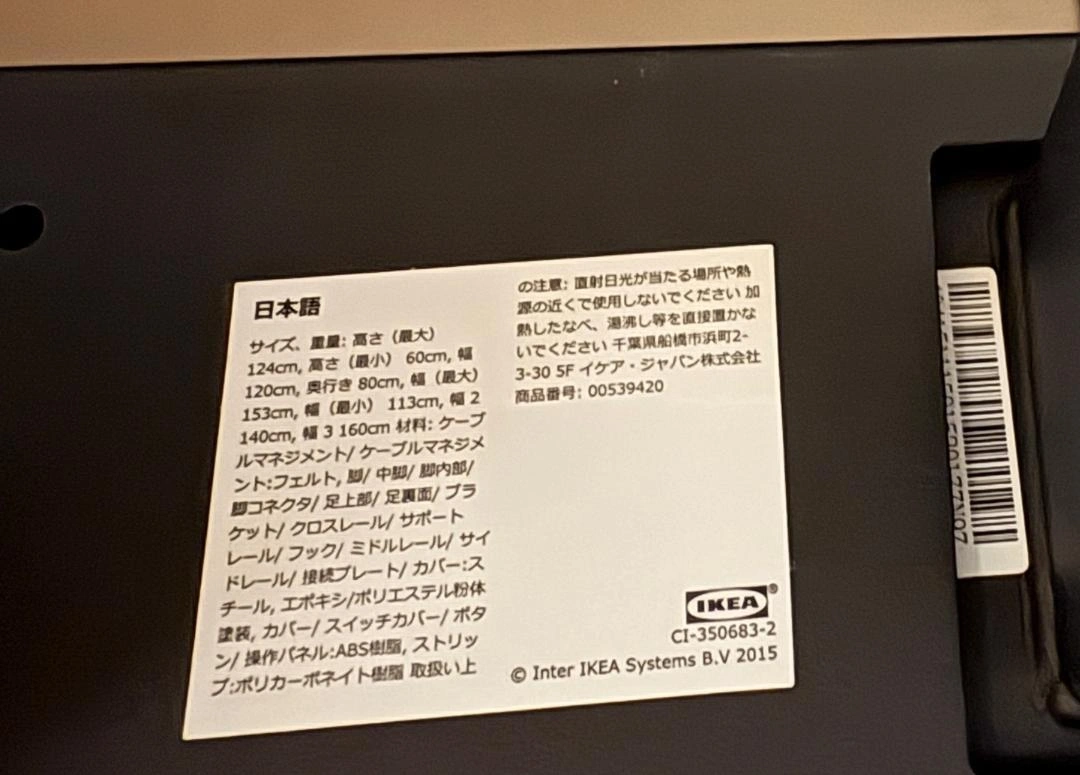 日本語
サイズ、重量: 高さ（最大）
124cm, 高さ（最小） 60cm, 幅
120cm, 奥行き 80cm, 幅（最大）
153cm, 幅（最小） 113cm, 幅 2
140cm, 幅 3 160cm 材料: ケーブ
ルマネジメント/ ケーブルマネジメ
ント:フェルト, 脚/ 中脚/ 脚内部/
脚コネクタ/ 足上部/ 足裏面/ ブラ
ケット/ クロスレール/ サポート
レール/ フック/ ミドルレール/ サイ
ドレール/ 接続プレート/ カバー:ス
チール, エポキシ/ポリエステル粉体
塗装, カバー/ スイッチカバー/ ボタ
ン/ 操作パネル:ABS樹脂, ストリッ
プ:ポリカーボネイト樹脂 取扱い上
の注意: 直射日光が当たる場所や熱
源の近くで使用しないでください 加
熱したなべ、湯沸し等を直接置かな
いでください 千葉県船橋市浜町2-
3-30 5F イケア・ジャパン株式会社
商品番号: 00539420
IKEA®
CI-350683-2
© Inter IKEA Systems B.V 2015